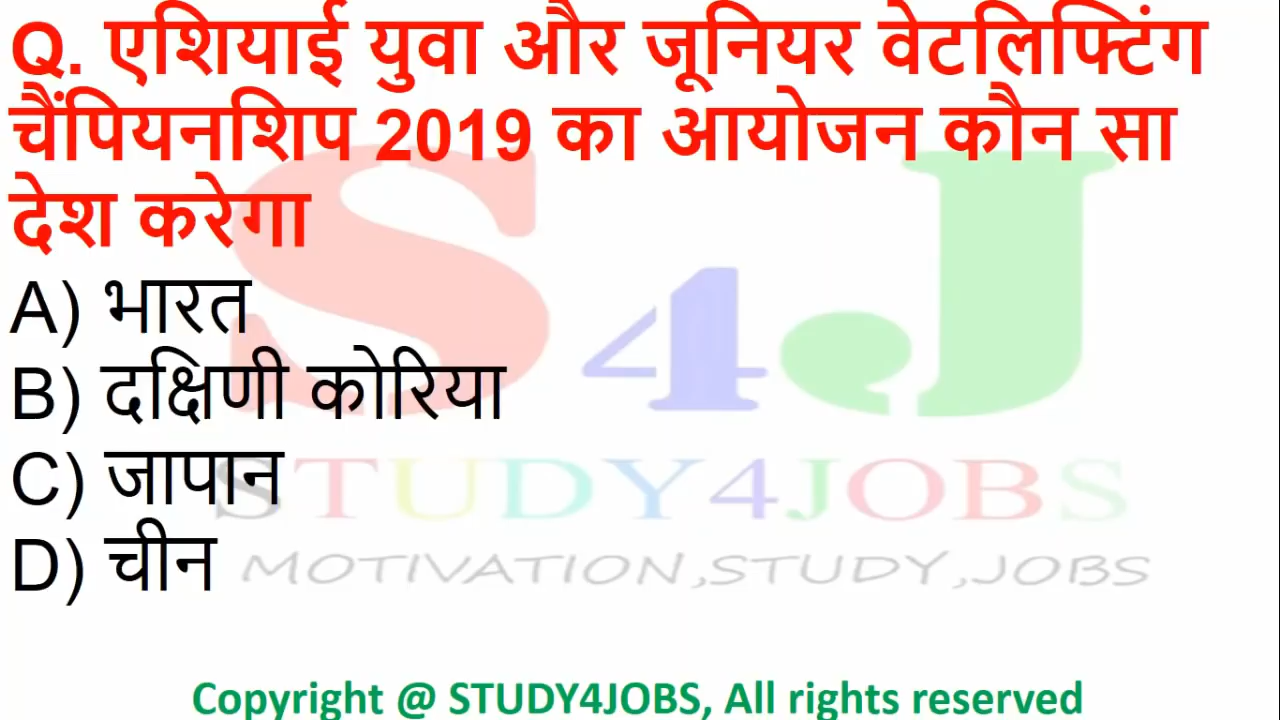 Q. एशियाई युवा और जूनियर वेटलिफ्टिंग
चैंपियनशिप 2019 का आयोजन कौन सा
देश करेगा
A) भारत
B) दक्षिणी कोरिया
C) जापान
D) चीन
S4J
STUDY4JOBS
MOTIVATION,STUDY,JOBS
Copyright @ STUDY4JOBS, All rights reserved